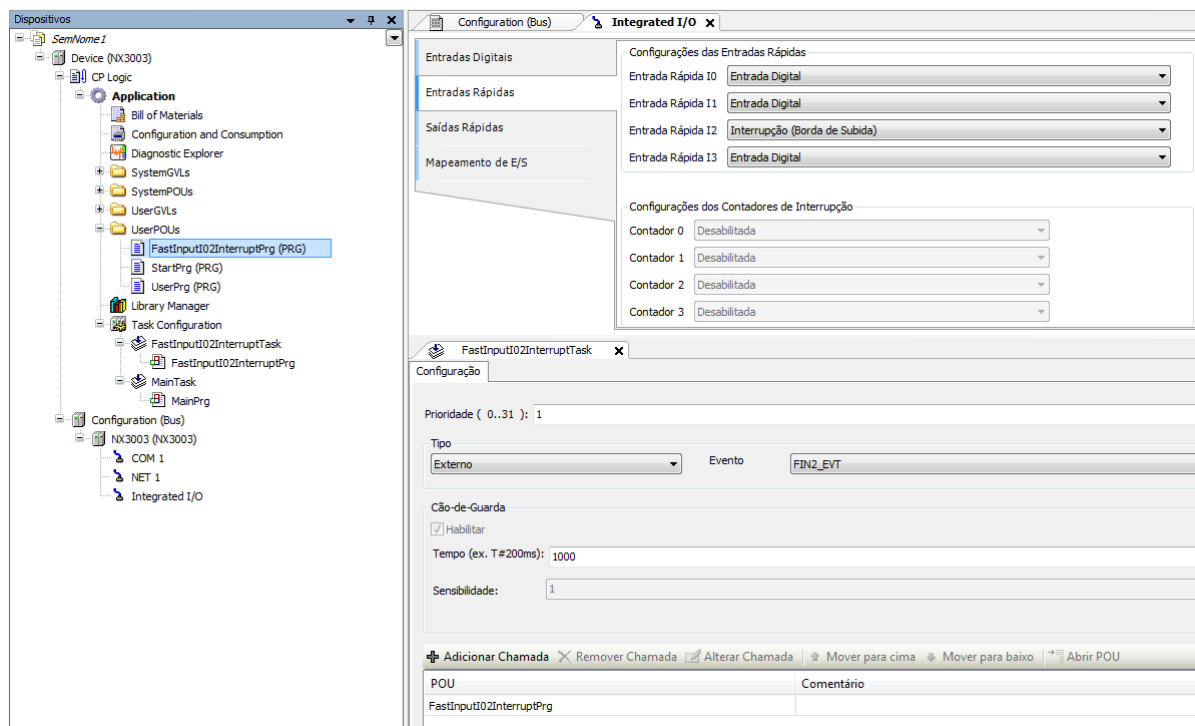 Dispositivos
SemNome1
Device (NX3003)
CP Logic
Application
Bill of Materials
Configuration and Consumption
Diagnostic Explorer
SystemGVLs
SystemPOUs
UserGVLs
UserPOUs
FastInputI02InterruptPrg (PRG)
StartPrg (PRG)
UserPrg (PRG)
Library Manager
Task Configuration
FastInputI02InterruptTask
FastInputI02InterruptPrg
MainTask
MainPrg
Configuration (Bus)
NX3003 (NX3003)
COM 1
NET 1
Integrated I/O
Configuration (Bus) Integrated I/O
Entradas Digitais
Entradas Rápidas
Saídas Rápidas
Mapeamento de E/S
Configurações das Entradas Rápidas
Entrada Rápida I0 Entrada Digital
Entrada Rápida I1 Entrada Digital
Entrada Rápida I2 Interrupção (Borda de Subida)
Entrada Rápida I3 Entrada Digital
Configurações dos Contadores de Interrupção
Contador 0 Desabilitada
Contador 1 Desabilitada
Contador 2 Desabilitada
Contador 3 Desabilitada
FastInputI02InterruptTask
Configuração
Prioridade ( 0..31 ): 1
Tipo
Externo Evento FIN2_EVT
Cão-de-Guarda
Habilitar
Tempo (ex. T#200ms): 1000
Sensibilidade: 1
Adicionar Chamada Remover Chamada Alterar Chamada Mover para cima Mover para baixo Abrir POU
POU Comentário
FastInputI02InterruptPrg